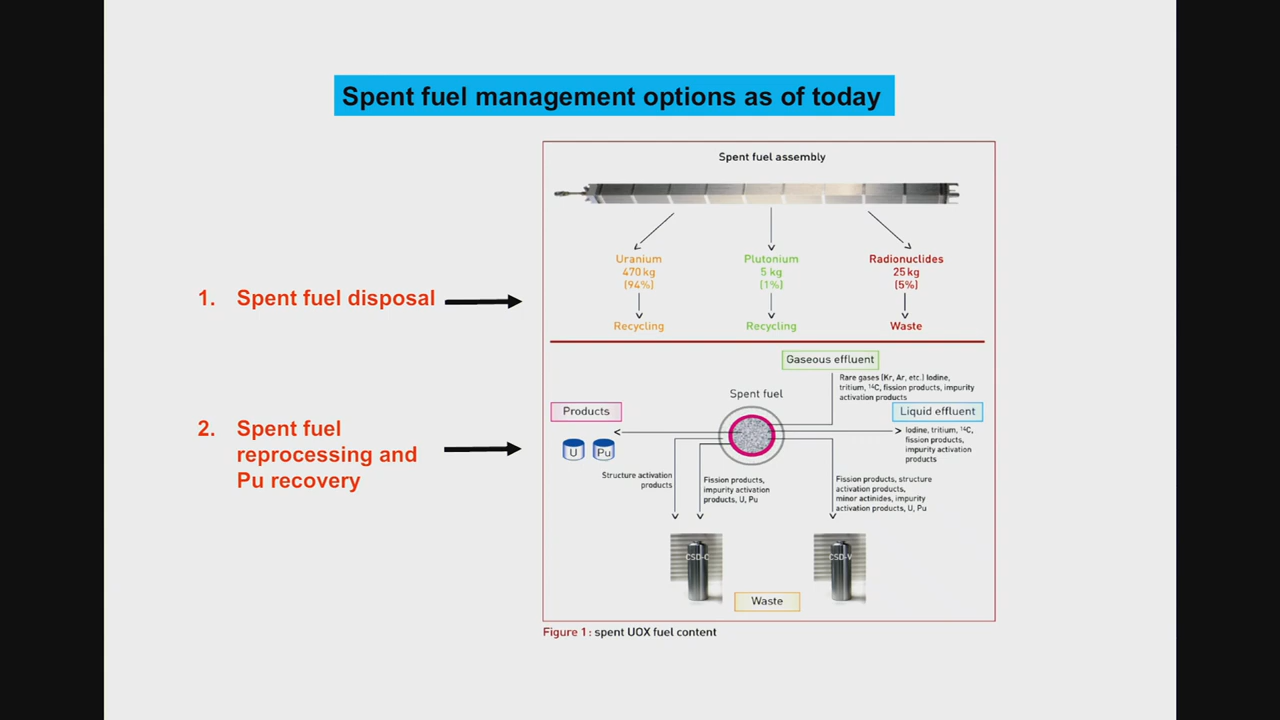 Spent fuel management options as of today
1. Spent fuel disposal
2. Spent fuel
reprocessing and
Pu recovery
Spent fuel assembly
Uranium
470 kg
(94%)
Recycling
Plutonium
5 kg
(1%)
Recycling
Radionuclides
25 kg
(5%)
Waste
Gaseous effluent
Rare gases (Kr, Ar, etc.) Iodine,
tritium, ¹⁴C, fission products, impurity
activation products
Spent fuel
Products
U
Pu
Liquid effluent
Iodine, tritium, ¹⁴C,
fission products,
impurity activation
products
Structure activation
products
Fission products,
impurity activation
products, U, Pu
Fission products, structure
activation products,
minor actinides, impurity
activation products, U, Pu
CSD-C
CSD-V
Waste
Figure 1 : spent UOX fuel content